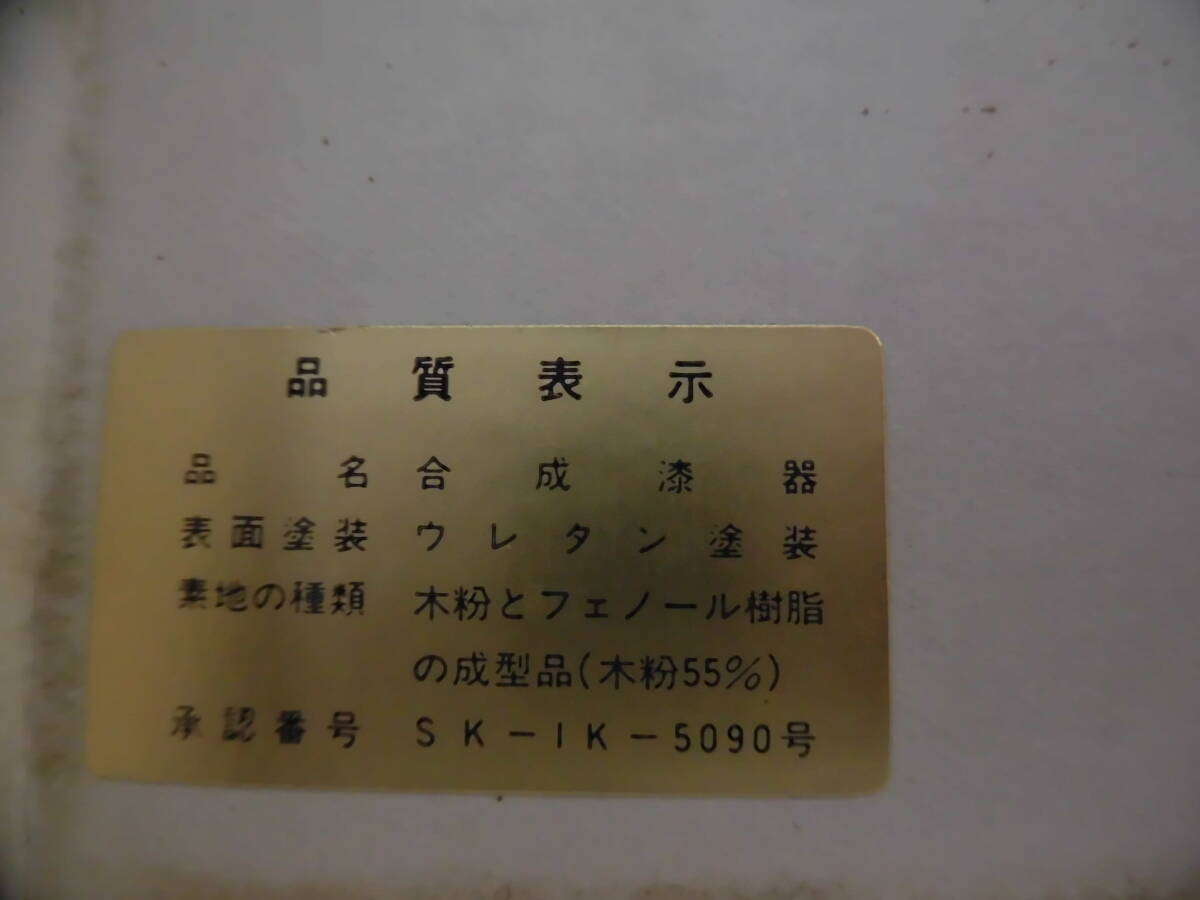 品質表示
品名 合成漆器
表面塗装 ウレタン塗装
素地の種類 木粉とフェノール樹脂
の成型品(木粉55%)
承認番号 SK-IK-5090号